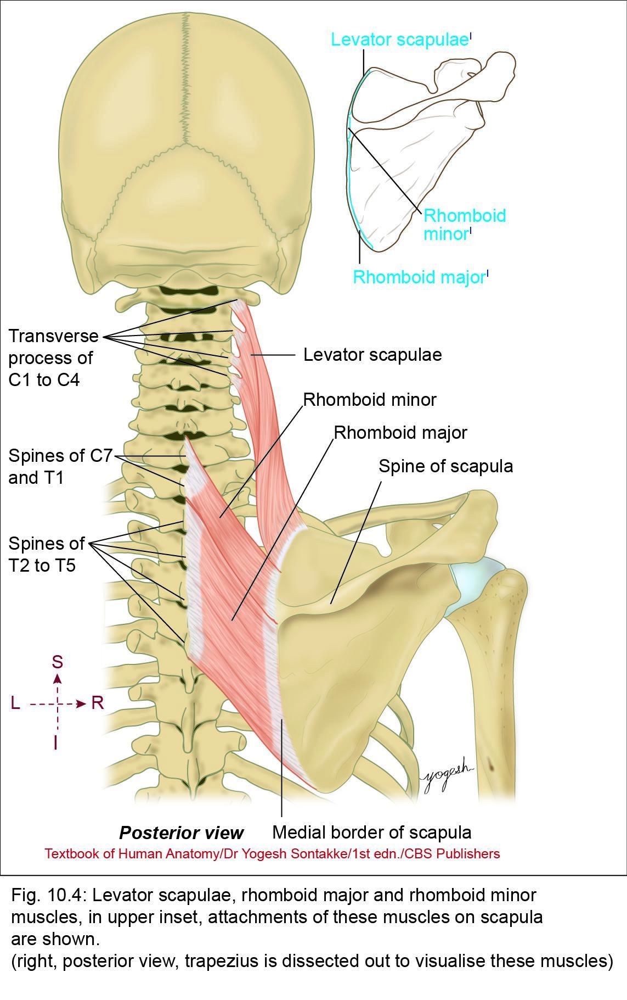 Levator scapulaeI
Rhomboid
minorI
Rhomboid majorI
Transverse
process of
C1 to C4
Levator scapulae
Rhomboid minor
Rhomboid major
Spine of scapula
Spines of C7
and T1
Spines of
T2 to T5
S
L R
I
yogesh
Posterior view
Medial border of scapula
Textbook of Human Anatomy/Dr Yogesh Sontakke/1st edn./CBS Publishers
Fig. 10.4: Levator scapulae, rhomboid major and rhomboid minor
muscles, in upper inset, attachments of these muscles on scapula
are shown.
(right, posterior view, trapezius is dissected out to visualise these muscles)